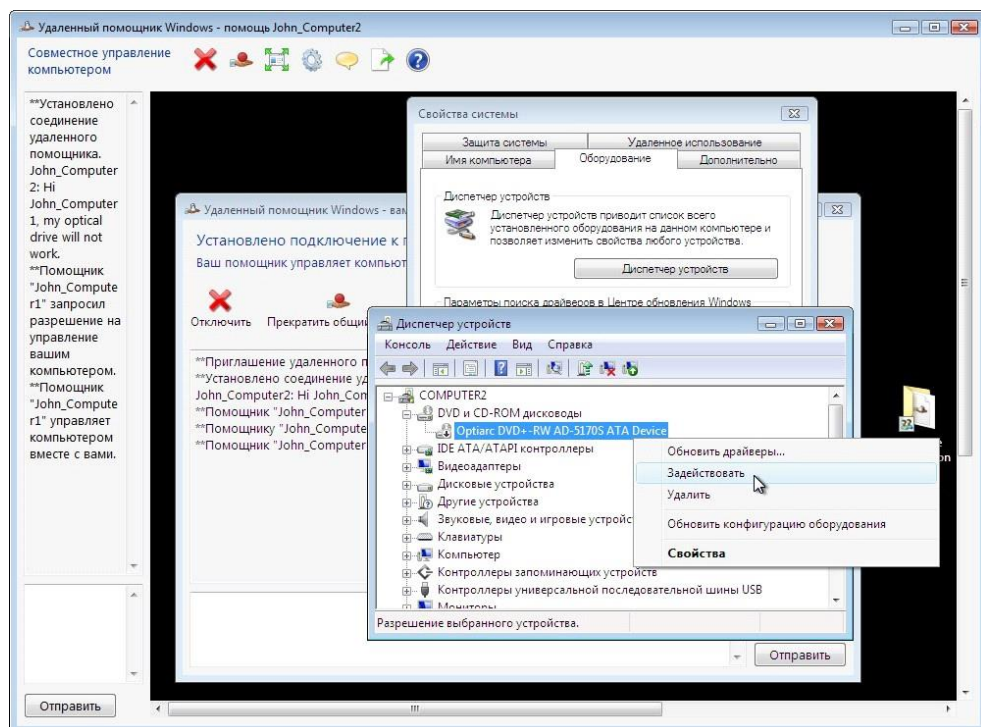 Удаленный помощник Windows - помощь John_Computer2
Совместное управление
компьютером
**Установлено
соединение
удаленного
помощника.
John_Computer
2: Hi
John_Computer
1, my optical
drive will not
work.
**Помощник
"John_Compute
r1" запросил
разрешение на
управление
вашим
компьютером.
**Помощник
"John_Compute
r1" управляет
компьютером
вместе с вами.
Отправить
Удаленный помощник Windows -
Установлено подключение к
Ваш помощник управляет
Отключить
Прекратить
**Приглашение удаленного
**Установлено соединение
John_Computer2: Hi
**Помощник "John_Computer
**Помощнику "John_Compute
**Помощник "John_Computer
Отправить
Свойства системы
Защита системы
Удаленное использование
Имя компьютера
Оборудование
Дополнительно
Диспетчер устройств
Диспетчер устройств приводит список всего
установленного оборудования на данном компьютере и
позволяет изменить свойства любого устройства.
Диспетчер устройств
Параметры поиска драйверов в Центре обновления Windows
Диспетчер устройств
Консоль Действие Вид Справка
COMPUTER2
DVD и CD-ROM дисководы
Optiarc DVD+-RW AD-5170S ATA Device
IDE ATA/ATAPI контроллеры
Видеоадаптеры
Дисковые устройства
Другие устройства
Звуковые, видео и игровые
Клавиатуры
Компьютер
Контроллеры запоминающих устройств
Контроллеры универсальной последовательной шины USB
Мониторы
Разрешение выбранного устройства.
Обновить драйверы...
Задействовать
Удалить
Обновить конфигурацию оборудования
Свойства